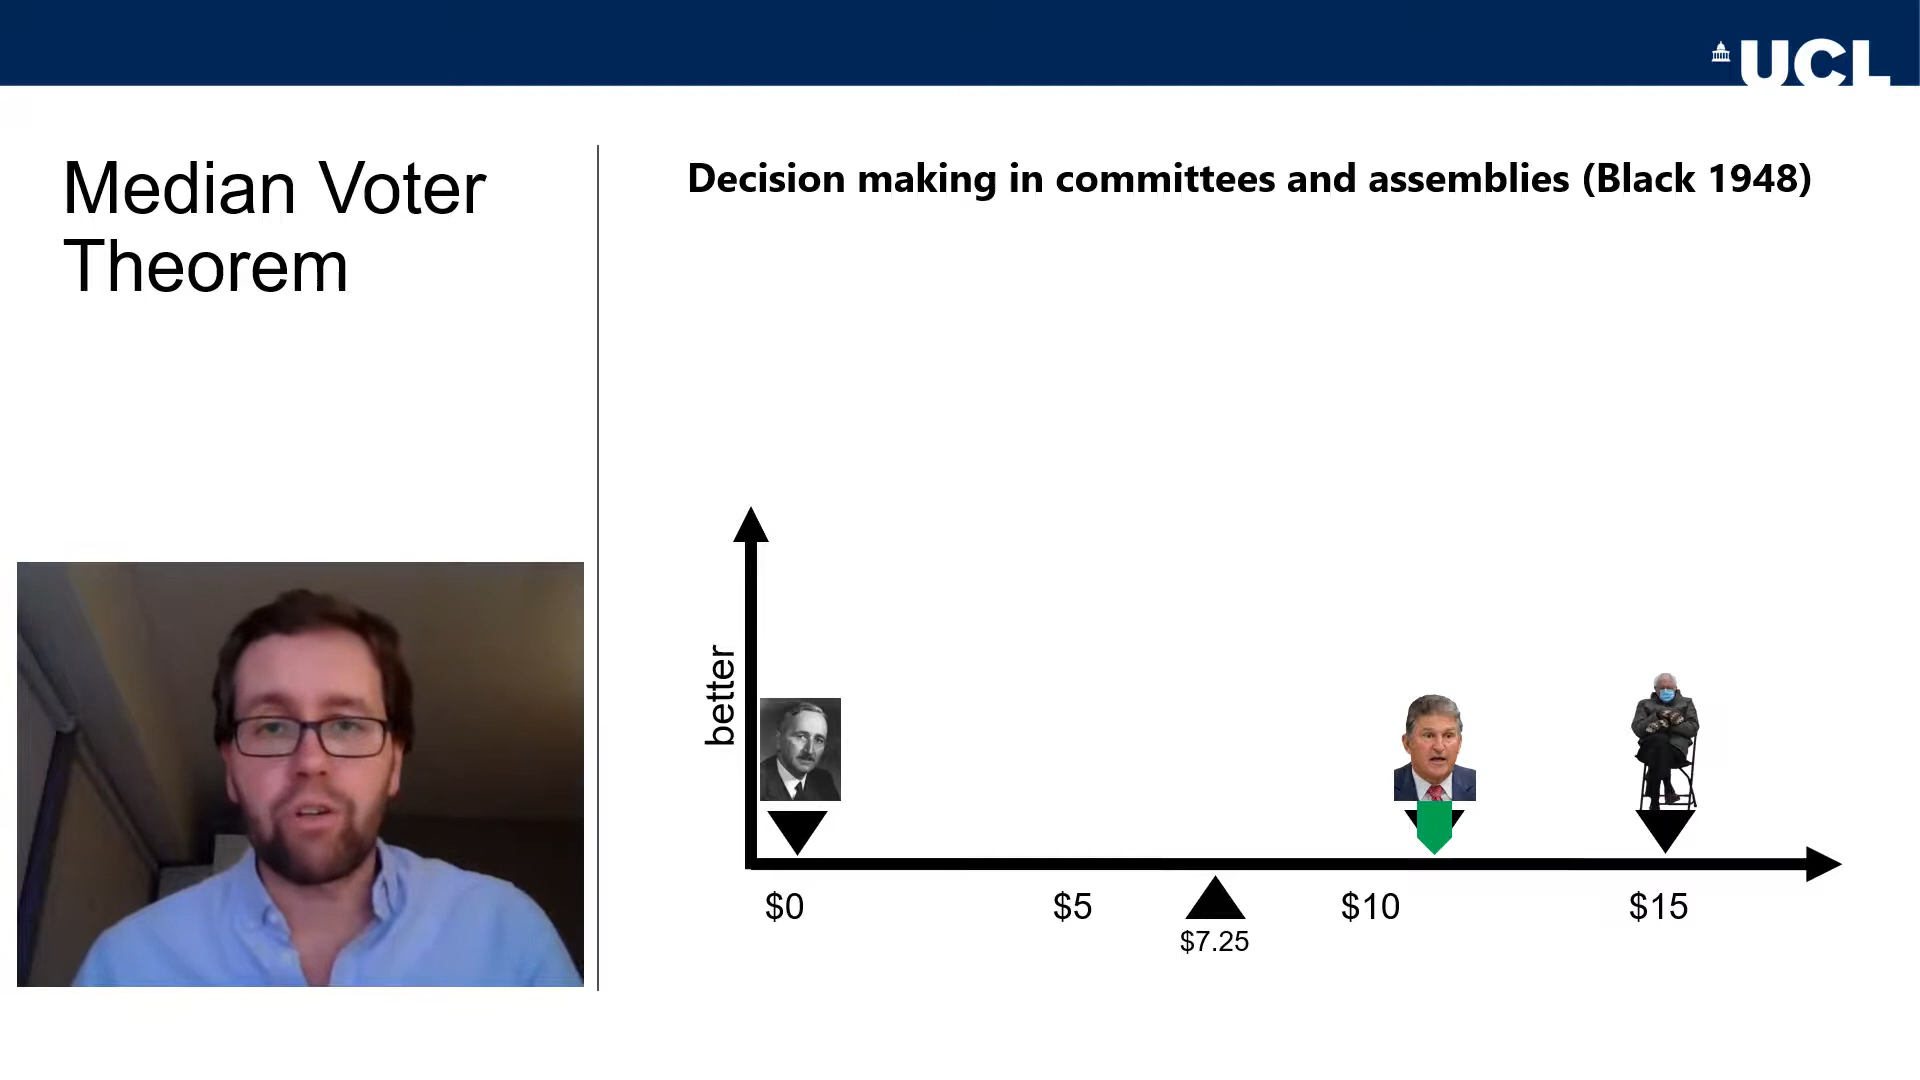 UCL
Median Voter
Theorem
Decision making in committees and assemblies (Black 1948)
better
$0
$5
$10
$15
$7.25